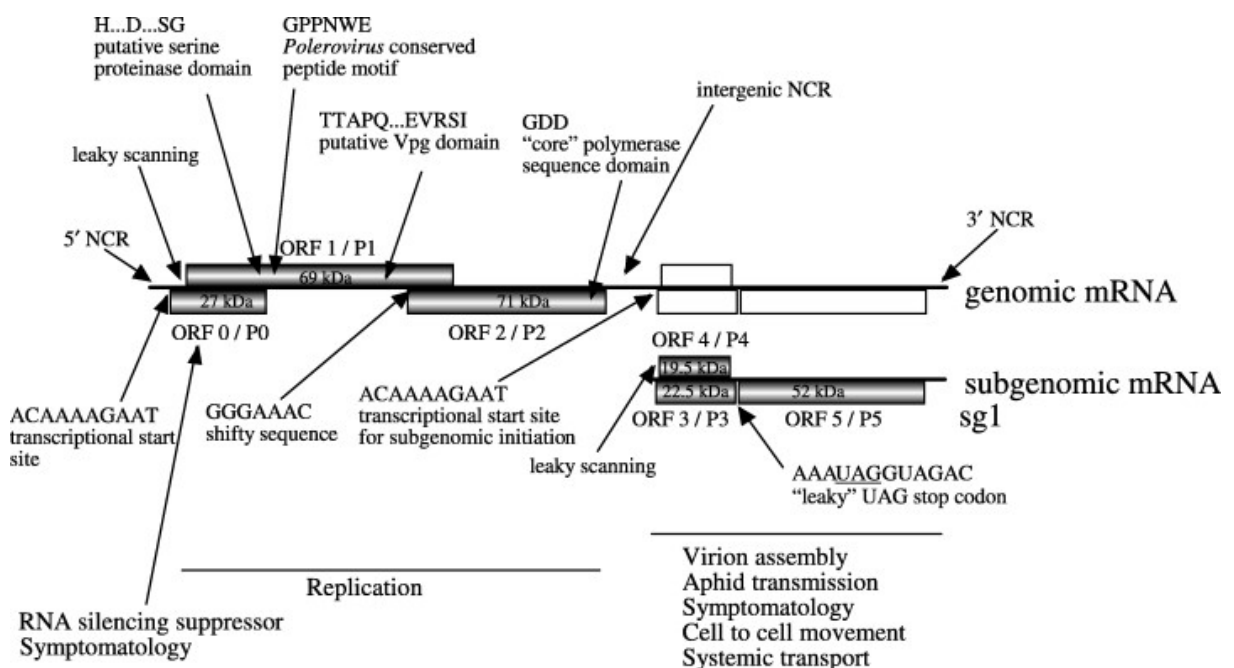 H...D...SG
putative serine
proteinase domain
GPPNWE
Polerovirus conserved
peptide motif
intergenic NCR
TTAPQ...EVRSI
putative Vpg domain
GDD
“core” polymerase
sequence domain
leaky scanning
5′ NCR
3′ NCR
ORF 1 / P1
69 kDa
27 kDa
71 kDa
genomic mRNA
ORF 0 / P0
ORF 2 / P2
ORF 4 / P4
19.5 kDa
22.5 kDa
52 kDa
subgenomic mRNA
sg1
ORF 3 / P3
ORF 5 / P5
ACAAAAGAAT
transcriptional start
site
GGGAAAC
shifty sequence
ACAAAAGAAT
transcriptional start site
for subgenomic initiation
leaky scanning
AAAUAGGUAGAC
“leaky” UAG stop codon
Replication
RNA silencing suppressor
Symptomatology
Virion assembly
Aphid transmission
Symptomatology
Cell to cell movement
Systemic transport